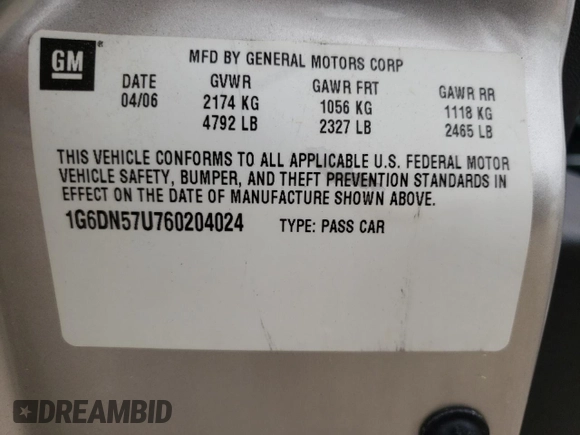 GM ®
MFD BY GENERAL MOTORS CORP
DATE GVWR GAWR FRT GAWR RR
04/06 2174 KG 1056 KG 1118 KG
4792 LB 2327 LB 2465 LB
THIS VEHICLE CONFORMS TO ALL APPLICABLE U.S. FEDERAL MOTOR
VEHICLE SAFETY, BUMPER, AND THEFT PREVENTION STANDARDS IN
EFFECT ON THE DATE OF MANUFACTURE SHOWN ABOVE.
1G6DN57U760204024 TYPE: PASS CAR
DREAMBID